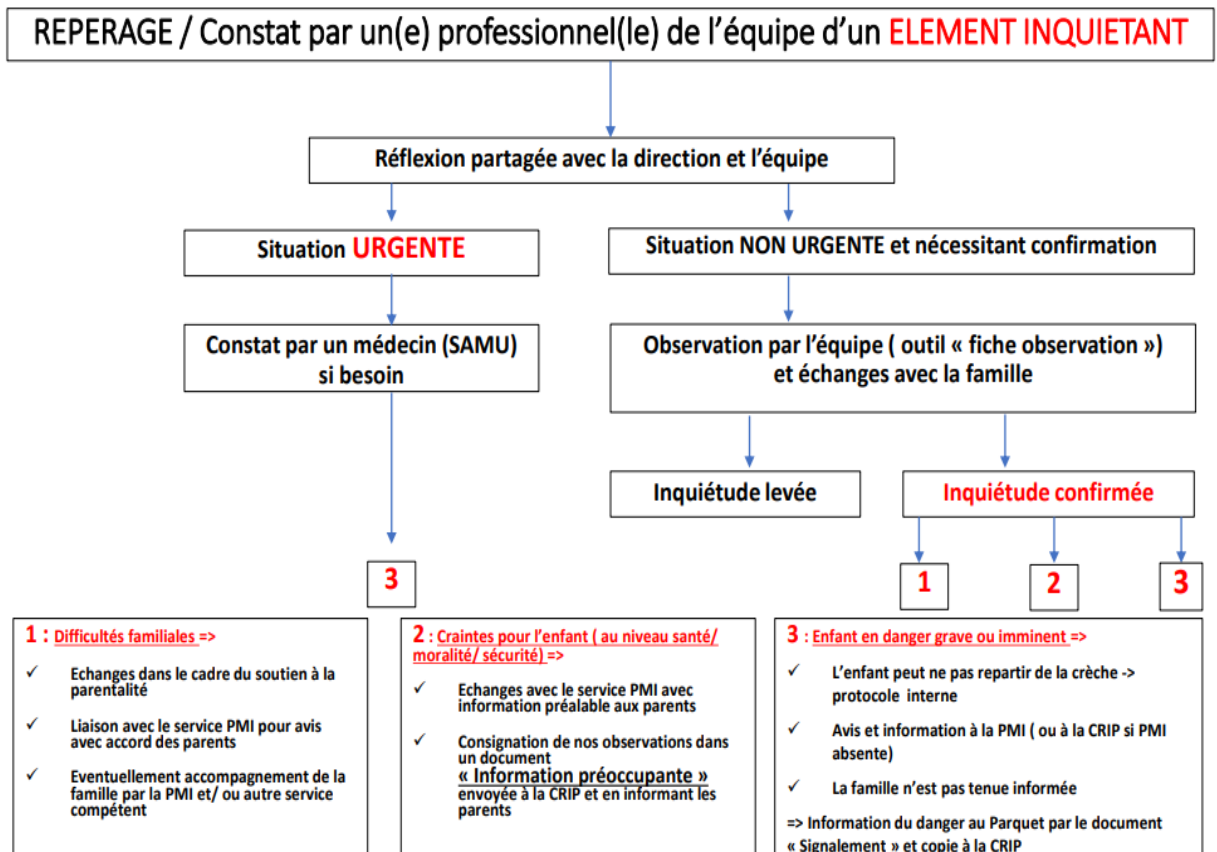 REPERAGE / Constat par un(e) professionnel(le) de l'équipe d'un ELEMENT INQUIETANT
Réflexion partagée avec la direction et l'équipe
Situation URGENTE
Situation NON URGENTE et nécessitant confirmation
Constat par un médecin (SAMU)
si besoin
Observation par l'équipe ( outil « fiche observation »)
et échanges avec la famille
Inquiétude levée
Inquiétude confirmée
3
1
2
3
1 : Difficultés familiales =>
✓ Echanges dans le cadre du soutien à la
parentalité
✓ Liaison avec le service PMI pour avis
avec accord des parents
✓ Eventuellement accompagnement de la
famille par la PMI et/ ou autre service
compétent
2 : Craintes pour l'enfant ( au niveau santé/
moralité/ sécurité) =>
✓ Echanges avec le service PMI avec
information préalable aux parents
✓ Consignation de nos observations dans
un document
« Information préoccupante »
envoyée à la CRIP et en informant les
parents
3 : Enfant en danger grave ou imminent =>
✓ L'enfant peut ne pas repartir de la crèche ->
protocole interne
✓ Avis et information à la PMI ( ou à la CRIP si PMI
absente)
✓ La famille n'est pas tenue informée
=> Information du danger au Parquet par le document
« Signalement » et copie à la CRIP